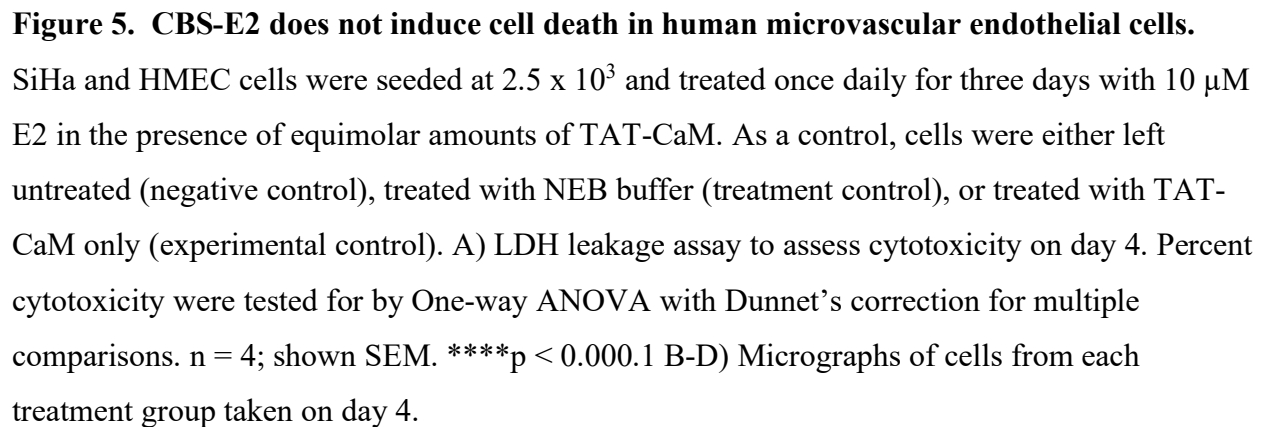 Figure 5.  CBS-E2 does not induce cell death in human microvascular endothelial cells.
SiHa and HMEC cells were seeded at 2.5 x 10³ and treated once daily for three days with 10 µM
E2 in the presence of equimolar amounts of TAT-CaM. As a control, cells were either left
untreated (negative control), treated with NEB buffer (treatment control), or treated with TAT-
CaM only (experimental control). A) LDH leakage assay to assess cytotoxicity on day 4. Percent
cytotoxicity were tested for by One-way ANOVA with Dunnet’s correction for multiple
comparisons. n = 4; shown SEM. ****p < 0.000.1 B-D) Micrographs of cells from each
treatment group taken on day 4.